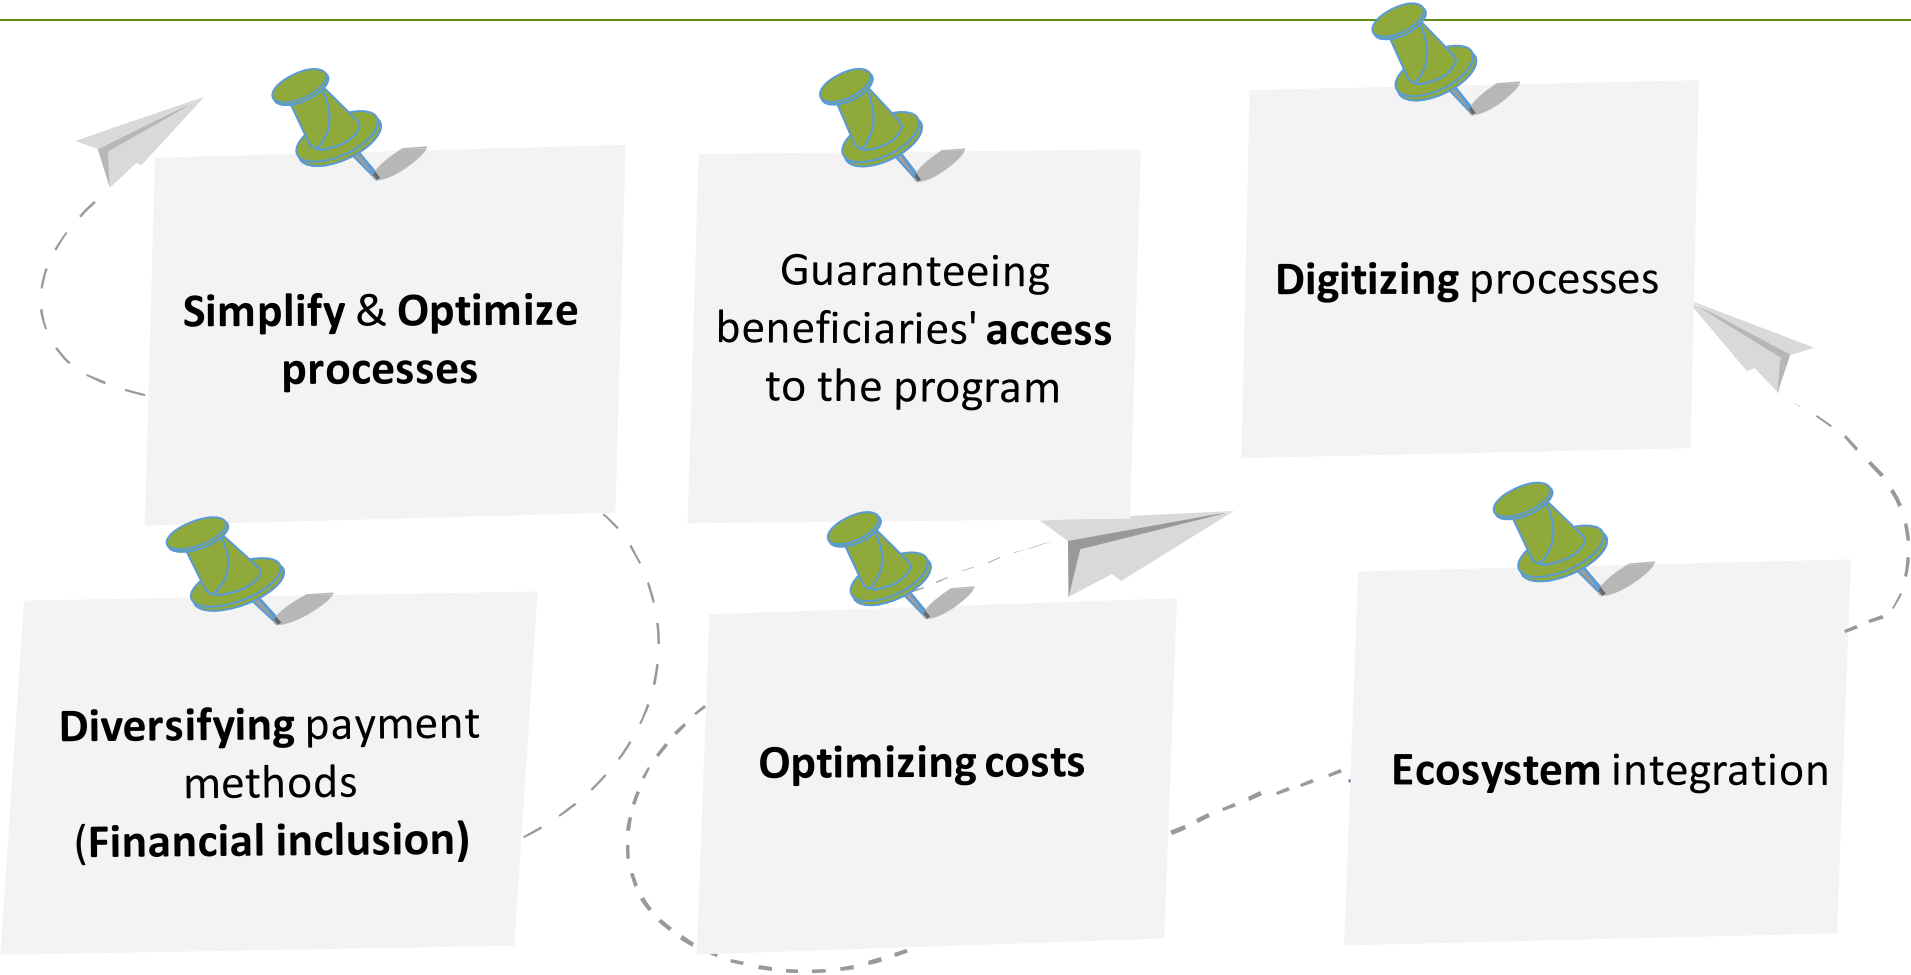 Simplify & Optimize
processes
Guaranteeing
beneficiaries' access
to the program
Digitizing processes
Diversifying payment
methods
(Financial inclusion)
Optimizing costs
Ecosystem integration